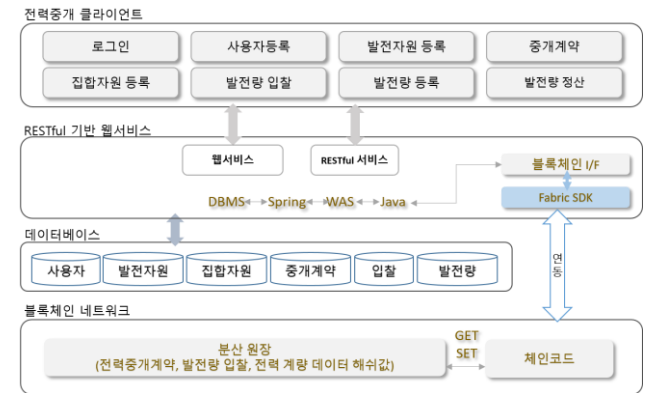 전력중개 클라이언트
로그인
사용자등록
발전자원 등록
중개계약
집합자원 등록
발전량 입찰
발전량 등록
발전량 정산
RESTful 기반 웹서비스
웹서비스
RESTful 서비스
블록체인 I/F
DBMS
Spring
WAS
Java
Fabric SDK
데이터베이스
연동
사용자
발전자원
집합자원
중개계약
입찰
발전량
블록체인 네트워크
분산 원장
(전력중개계약, 발전량 입찰, 전력 계량 데이터 해쉬값)
GET
SET
체인코드